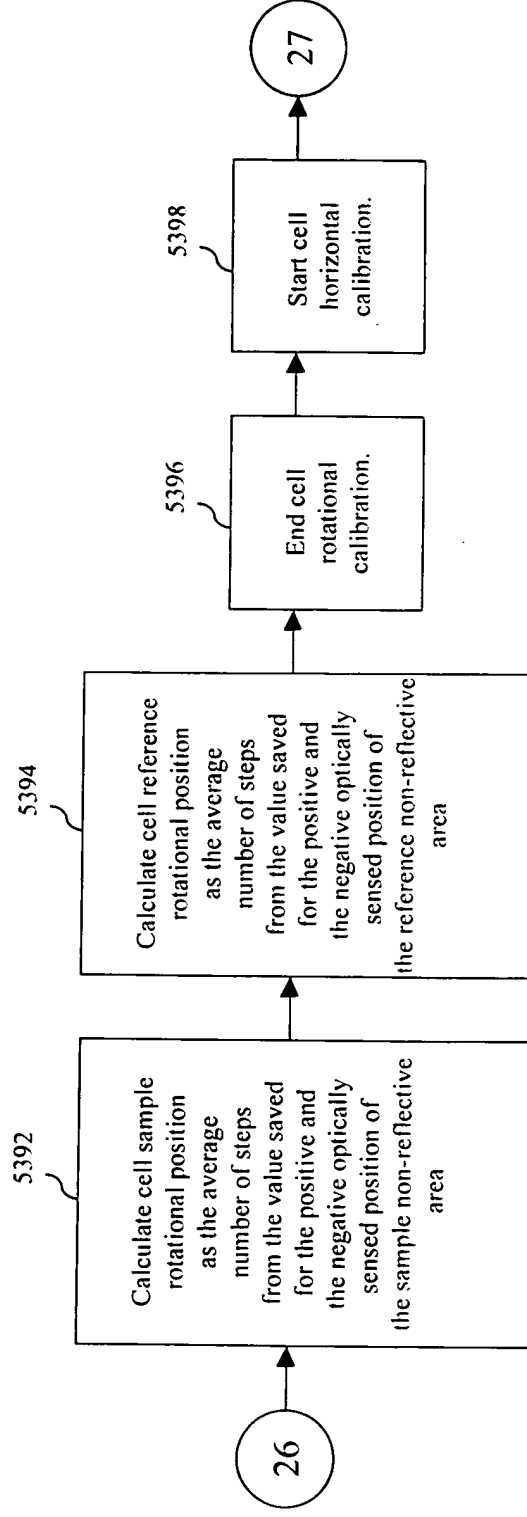 26
5392
Calculate cell sample
rotational position
as the average
number of steps
from the value saved
for the positive and
the negative optically
sensed position of
the sample non-reflective
area
5394
Calculate cell reference
rotational position
as the average
number of steps
from the value saved
for the positive and
the negative optically
sensed position of
the reference non-reflective
area
5396
End cell
rotational
calibration.
5398
Start cell
horizontal
calibration.
27